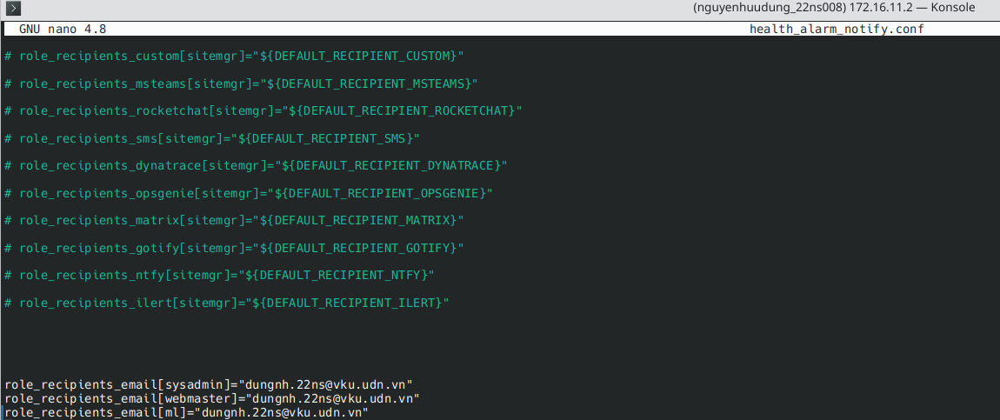 (nguyenhuudung_22ns008) 172.16.11.2 — Konsole
GNU nano 4.8 health_alarm_notify.conf
# role_recipients_custom[sitemgr]="${DEFAULT_RECIPIENT_CUSTOM}"
# role_recipients_msteams[sitemgr]="${DEFAULT_RECIPIENT_MSTEAMS}"
# role_recipients_rocketchat[sitemgr]="${DEFAULT_RECIPIENT_ROCKETCHAT}"
# role_recipients_sms[sitemgr]="${DEFAULT_RECIPIENT_SMS}"
# role_recipients_dynatrace[sitemgr]="${DEFAULT_RECIPIENT_DYNATRACE}"
# role_recipients_opsgenie[sitemgr]="${DEFAULT_RECIPIENT_OPSGENIE}"
# role_recipients_matrix[sitemgr]="${DEFAULT_RECIPIENT_MATRIX}"
# role_recipients_gotify[sitemgr]="${DEFAULT_RECIPIENT_GOTIFY}"
# role_recipients_ntfy[sitemgr]="${DEFAULT_RECIPIENT_NTFY}"
# role_recipients_ilert[sitemgr]="${DEFAULT_RECIPIENT_ILERT}"
role_recipients_email[sysadmin]="dungnh.22ns@vku.udn.vn"
role_recipients_email[webmaster]="dungnh.22ns@vku.udn.vn"
role_recipients_email[ml]="dungnh.22ns@vku.udn.vn"